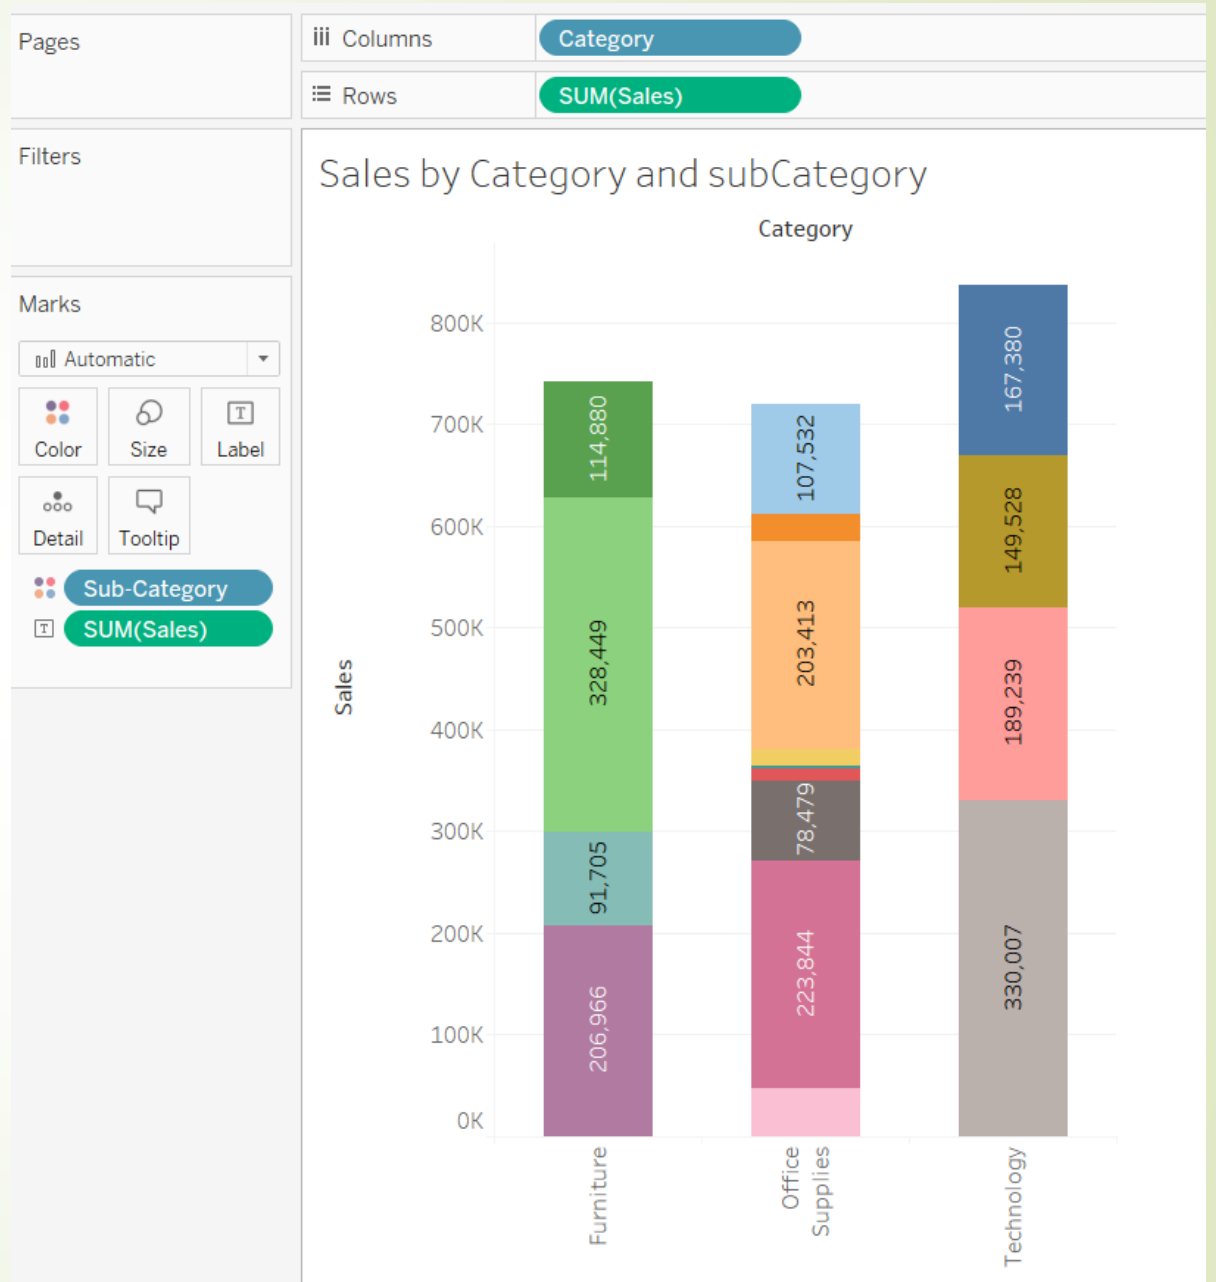 Pages
Columns
Category
Rows
SUM(Sales)
Filters
Marks
Automatic
Color
Size
T
Label
Detail
Tooltip
Sub-Category
T
SUM(Sales)
Sales by Category and subCategory
Category
Sales
800K
700K
600K
500K
400K
300K
200K
100K
0K
114,880
328,449
91,705
206,966
107,532
203,413
78,479
223,844
167,380
149,528
189,239
330,007
Furniture
Office
Supplies
Technology